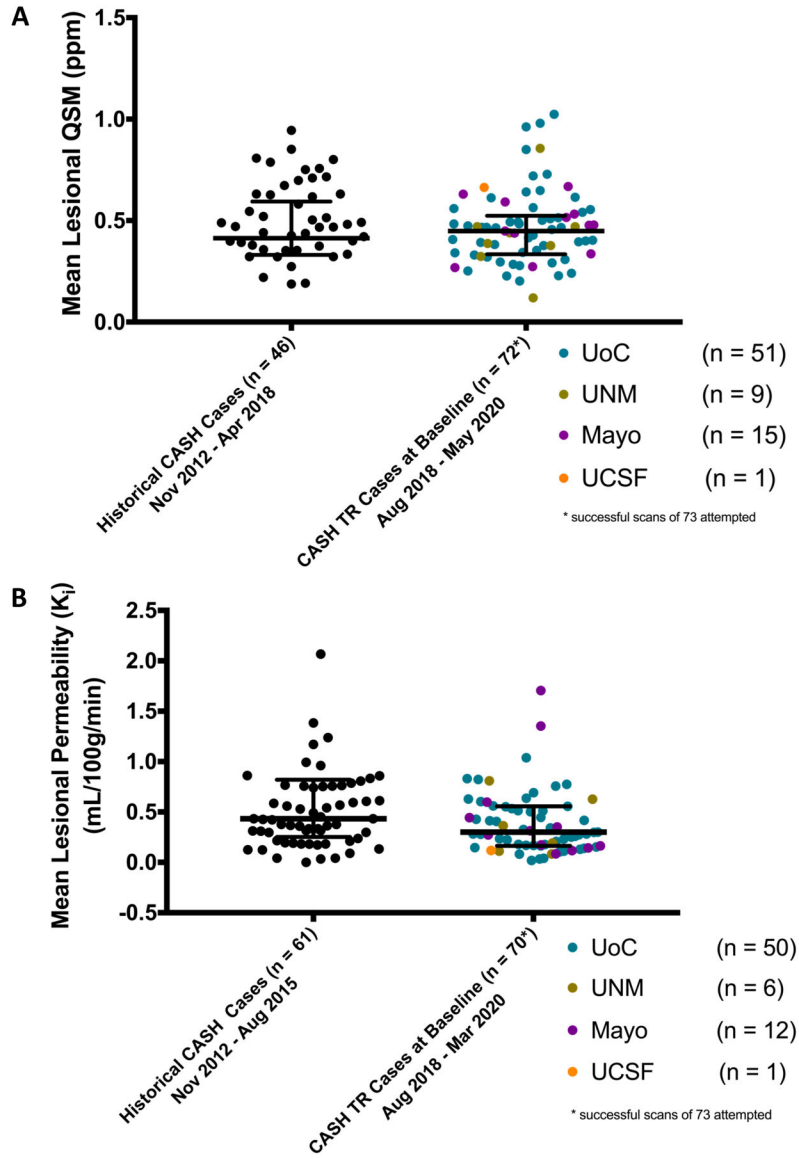 A
Mean Lesional QSM (ppm)
1.5
1.0
0.5
0.0
Historical CASH Cases (n = 46)
Nov 2012 - Apr 2018
CASH TR Cases at Baseline (n = 72*)
Aug 2018 - May 2020
UoC (n = 51)
UNM (n = 9)
Mayo (n = 15)
UCSF (n = 1)
* successful scans of 73 attempted
B
Mean Lesional Permeability (Ki)
(mL/100g/min)
2.5
2.0
1.5
1.0
0.5
0.0
-0.5
Historical CASH Cases (n = 61)
Nov 2012 - Aug 2015
CASH TR Cases at Baseline (n = 70*)
Aug 2018 - Mar 2020
UoC (n = 50)
UNM (n = 6)
Mayo (n = 12)
UCSF (n = 1)
* successful scans of 73 attempted